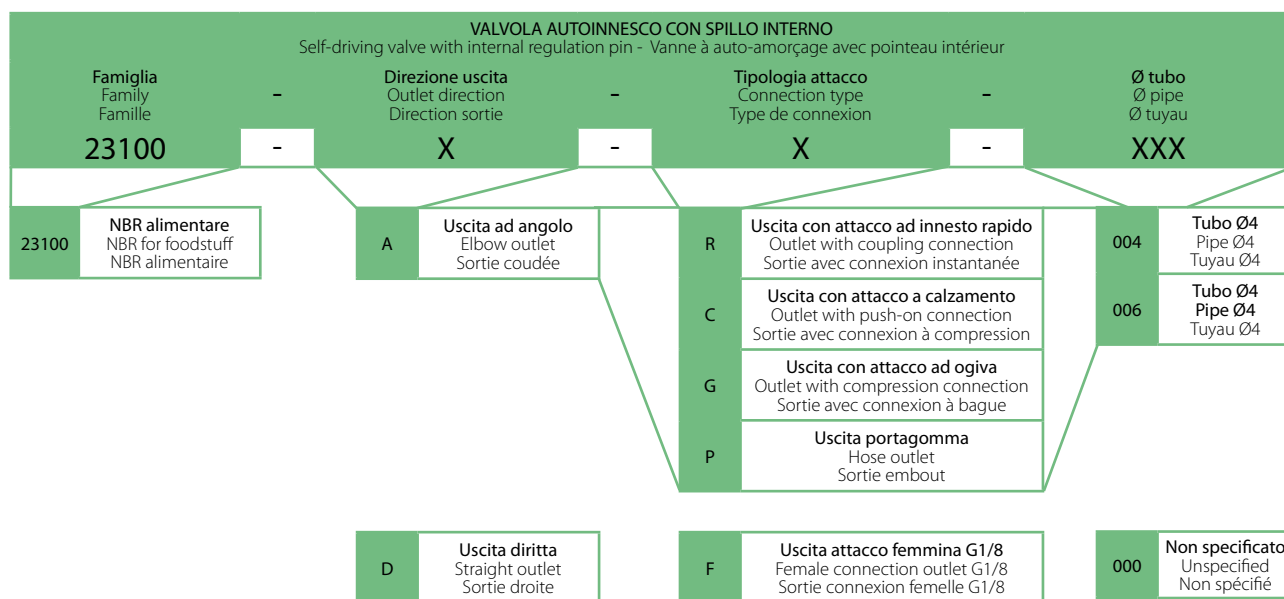 VALVOLA AUTOINNESCO CON SPILLO INTERNO
Self-driving valve with internal regulation pin - Vanne à auto-amorçage avec pointeau intérieur
Famiglia
Family
Famille
-
Direzione uscita
Outlet direction
Direction sortie
-
Tipologia attacco
Connection type
Type de connexion
-
Ø tubo
Ø pipe
Ø tuyau
23100 - X - X - XXX
23100
NBR alimentare
NBR for foodstuff
NBR alimentaire
A
Uscita ad angolo
Elbow outlet
Sortie coudée
R
Uscita con attacco ad innesto rapido
Outlet with coupling connection
Sortie avec connexion instantanée
004
Tubo Ø4
Pipe Ø4
Tuyau Ø4
C
Uscita con attacco a calzamento
Outlet with push-on connection
Sortie avec connexion à compression
006
Tubo Ø4
Pipe Ø4
Tuyau Ø4
G
Uscita con attacco ad ogiva
Outlet with compression connection
Sortie avec connexion à bague
P
Uscita portagomma
Hose outlet
Sortie embout
D
Uscita diritta
Straight outlet
Sortie droite
F
Uscita attacco femmina G1/8
Female connection outlet G1/8
Sortie connexion femelle G1/8
000
Non specificato
Unspecified
Non spécifié